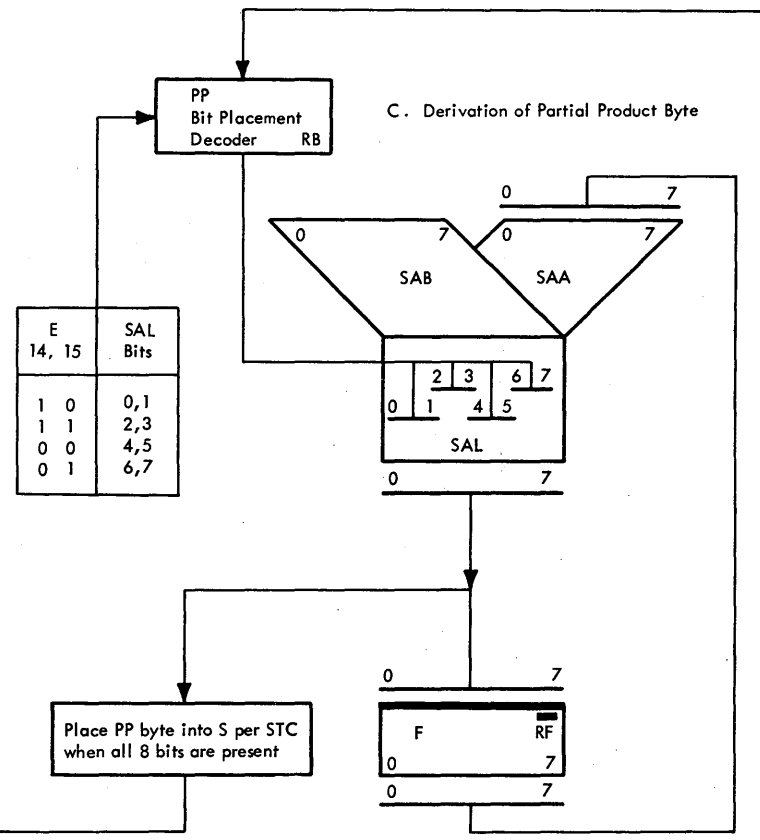 PP
Bit Placement
Decoder RB
C. Derivation of Partial Product Byte
0 7
0 7 0 7
SAB SAA
E SAL
14, 15 Bits
1 0 0,1
1 1 2,3
0 0 4,5
0 1 6,7
2 3 6 7
0 1 4 5
SAL
0 7
0 7
Place PP byte into S per STC
when all 8 bits are present
F RF
0 7
0 7